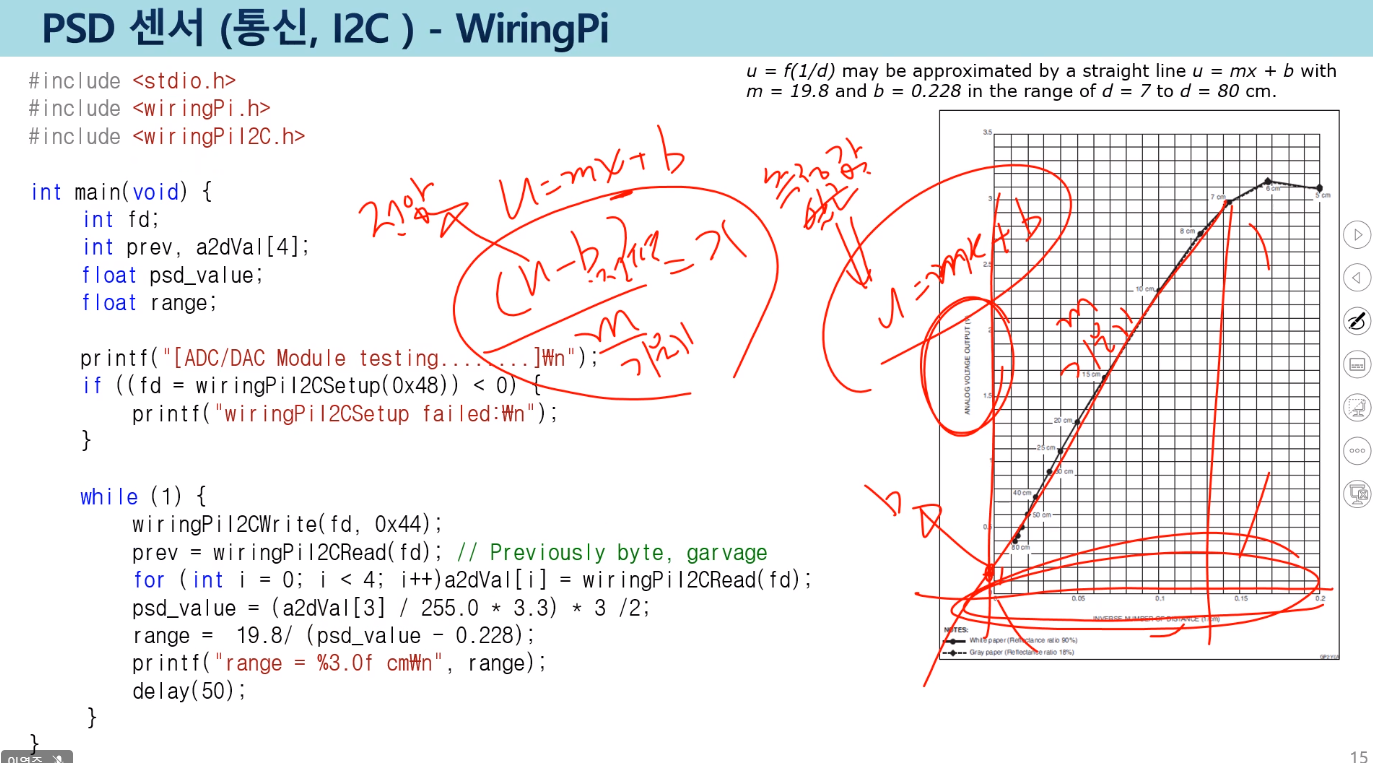 PSD 센서 (통신, I2C ) - WiringPi
#include <stdio.h>
#include <wiringPi.h>
#include <wiringPiI2C.h>
int main(void) {
int fd;
int prev, a2dVal[4];
float psd_value;
float range;
printf("[ADC/DAC Module testing........]₩n");
if ((fd = wiringPiI2CSetup(0x48)) < 0) {
printf("wiringPiI2CSetup failed:₩n");
}
while (1) {
wiringPiI2CWrite(fd, 0x44);
prev = wiringPiI2CRead(fd); // Previously byte, garvage
for (int i = 0; i < 4; i++)a2dVal[i] = wiringPiI2CRead(fd);
psd_value = (a2dVal[3] / 255.0 * 3.3) * 3 /2;
range =  19.8/ (psd_value - 0.228);
printf("range = %3.0f cm₩n", range);
delay(50);
}
}
u = f(1/d) may be approximated by a straight line u = mx + b with
m = 19.8 and b = 0.228 in the range of d = 7 to d = 80 cm.
u=mx+b
전압
(u-b)
m
기울기
측정값
u=mx+b
m
기울기
b
3.5
3
2.5
2
1.5
1
0.5
ANALOG VOLTAGE OUTPUT (V)
5 cm
6 cm
7 cm
8 cm
10 cm
15 cm
20 cm
25 cm
30 cm
40 cm
50 cm
80 cm
0.05
0.1
0.15
0.2
INVERSE NUMBER OF DISTANCE (1/cm)
NOTES:
White paper (Reflectance ratio 90%)
Gray paper (Reflectance ratio 18%)
15